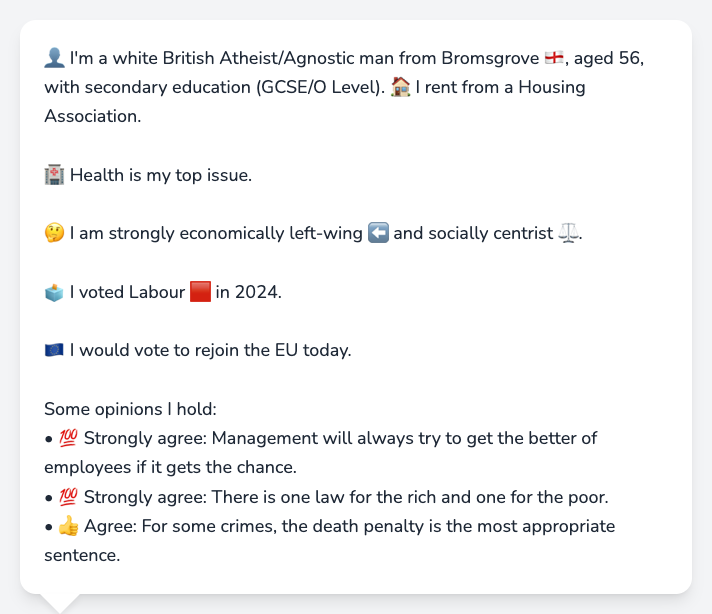 👤 I'm a white British Atheist/Agnostic man from Bromsgrove 🏴󠁧󠁢󠁥󠁮󠁧󠁿, aged 56,
with secondary education (GCSE/O Level). 🏠 I rent from a Housing
Association.
🏥 Health is my top issue.
🤔 I am strongly economically left-wing ⬅️ and socially centrist ⚖️.
🗳️ I voted Labour 🟥 in 2024.
🇪🇺 I would vote to rejoin the EU today.
Some opinions I hold:
• 💯 Strongly agree: Management will always try to get the better of
employees if it gets the chance.
• 💯 Strongly agree: There is one law for the rich and one for the poor.
• 👍 Agree: For some crimes, the death penalty is the most appropriate
sentence.